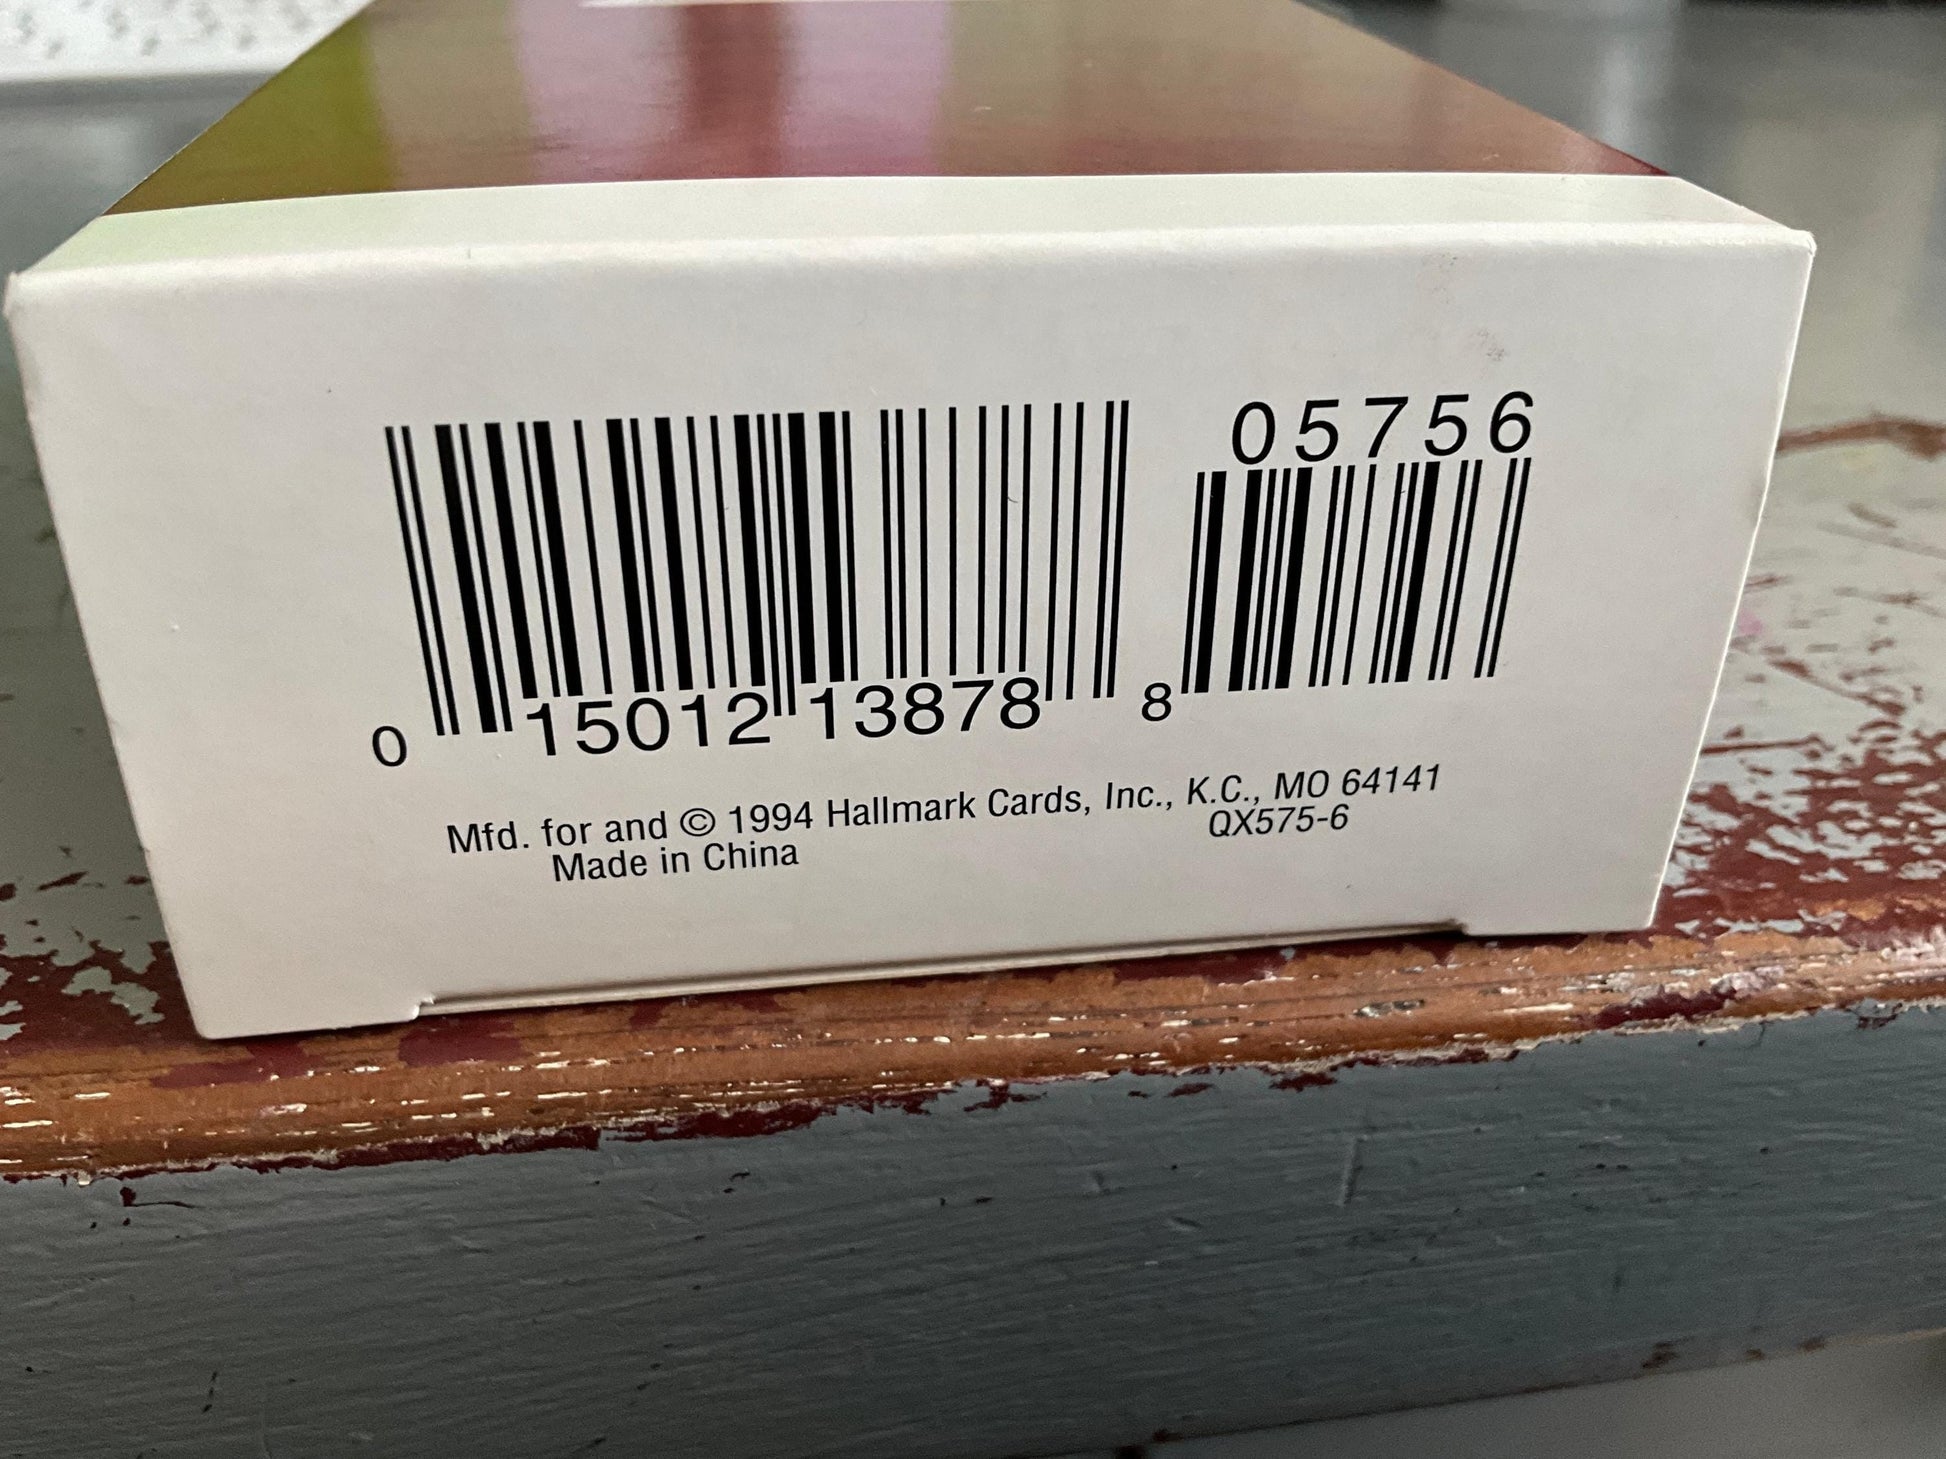 05756
0 15012 13878 8
Mfd. for and © 1994 Hallmark Cards, Inc., K.C., MO 64141
Made in China QX575-6